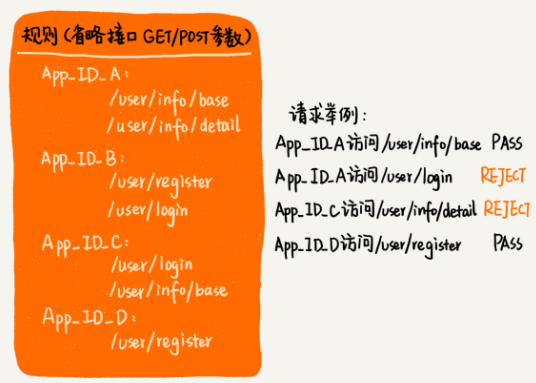 规则(省略接口 GET/POST参数)
App_ID_A:
/user/info/base
/user/info/detail
App_ID_B:
/user/register
/user/login
App_ID_C:
/user/login
/user/info/base
App_ID_D:
/user/register
请求举例:
App_ID_A访问/user/info/base PASS
App_ID_A访问/user/login REJECT
App_ID_C访问/user/info/detail REJECT
App_ID_D访问/user/register PASS